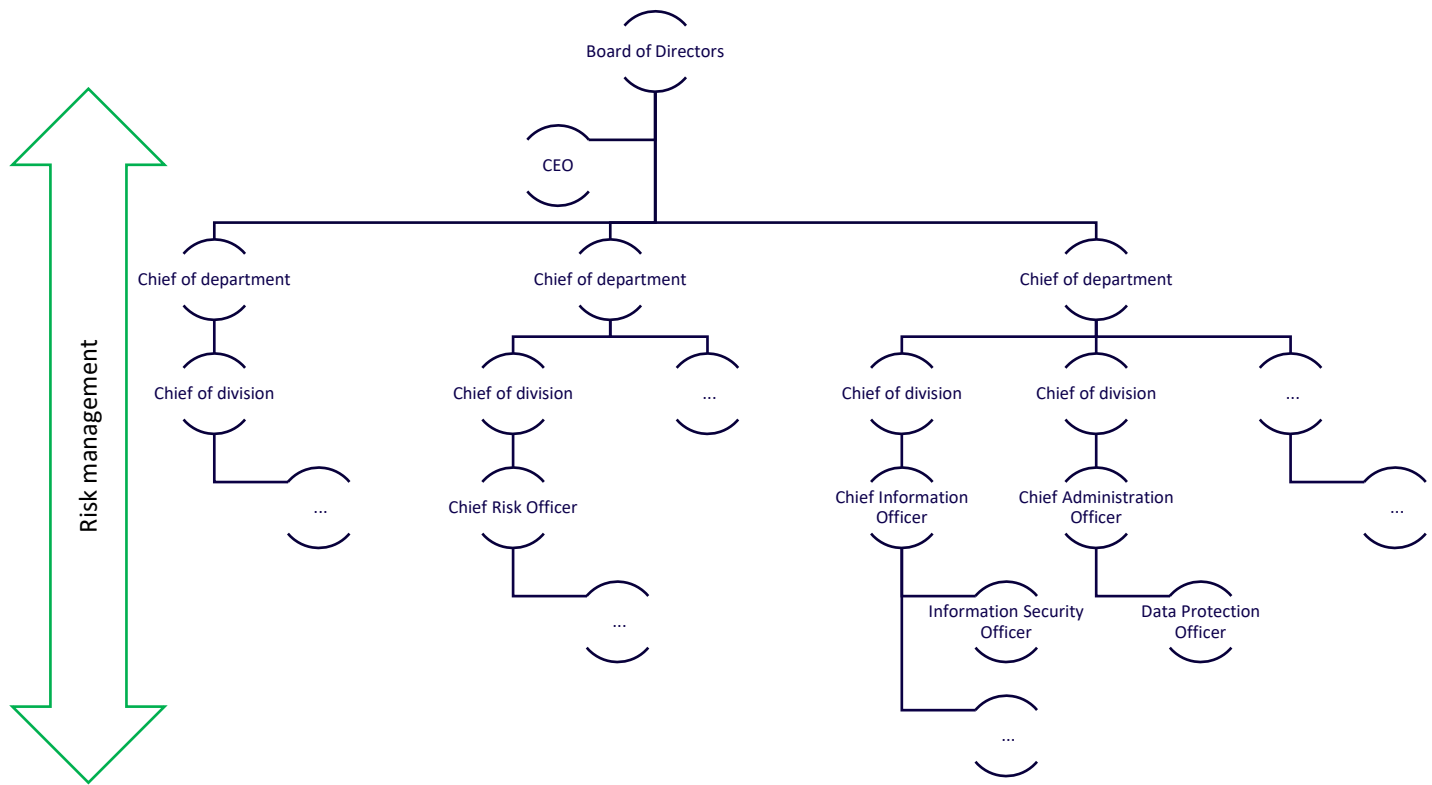 Board of Directors
CEO
Chief of department
Chief of department
Chief of department
Risk management
Chief of division
Chief of division
...
Chief of division
Chief of division
...
...
Chief Risk Officer
Chief Information
Officer
Chief Administration
Officer
...
...
Information Security
Officer
Data Protection
Officer
...